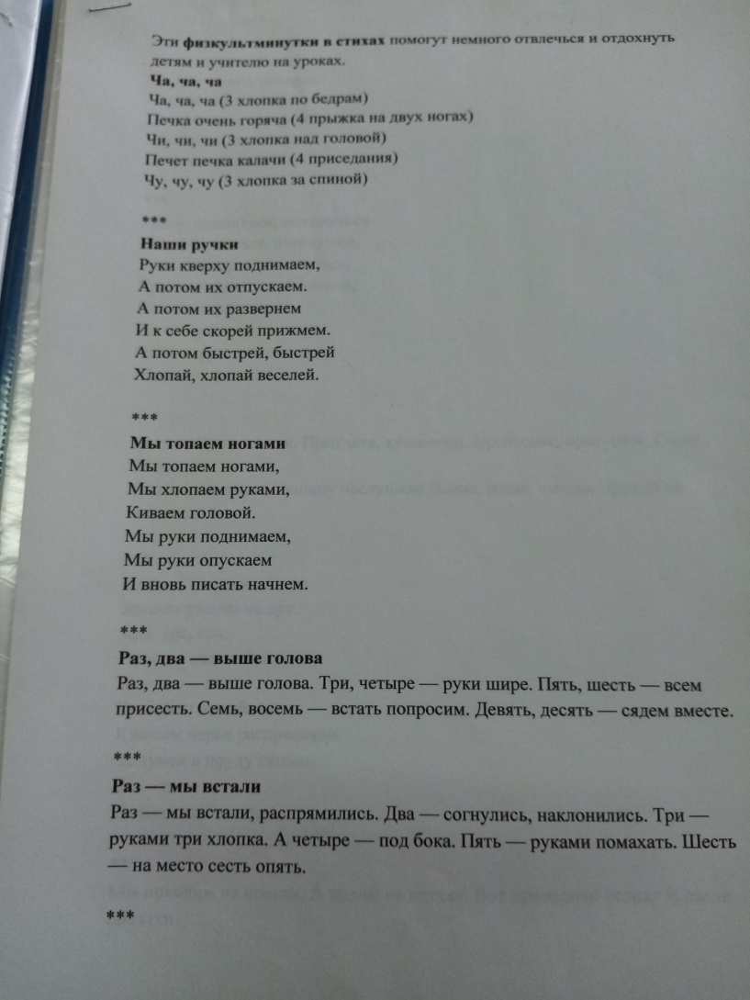 Эти физкультминутки в стихах помогут немного отвлечься и отдохнуть
детям и учителю на уроках.
Ча, ча, ча
Ча, ча, ча (3 хлопка по бедрам)
Печка очень горяча (4 прыжка на двух ногах)
Чи, чи, чи (3 хлопка над головой)
Печет печка калачи (4 приседания)
Чу, чу, чу (3 хлопка за спиной)
***
Наши ручки
Руки кверху поднимаем,
А потом их отпускаем.
А потом их развернем
И к себе скорей прижмем.
А потом быстрей, быстрей
Хлопай, хлопай веселей.
***
Мы топаем ногами
Мы топаем ногами,
Мы хлопаем руками,
Киваем головой.
Мы руки поднимаем,
Мы руки опускаем
И вновь писать начнем.
***
Раз, два — выше голова
Раз, два — выше голова. Три, четыре — руки шире. Пять, шесть — всем
присесть. Семь, восемь — встать попросим. Девять, десять — сядем вместе.
***
Раз — мы встали
Раз — мы встали, распрямились. Два — согнулись, наклонились. Три —
руками три хлопка. А четыре — под бока. Пять — руками помахать. Шесть
— на место сесть опять.
***